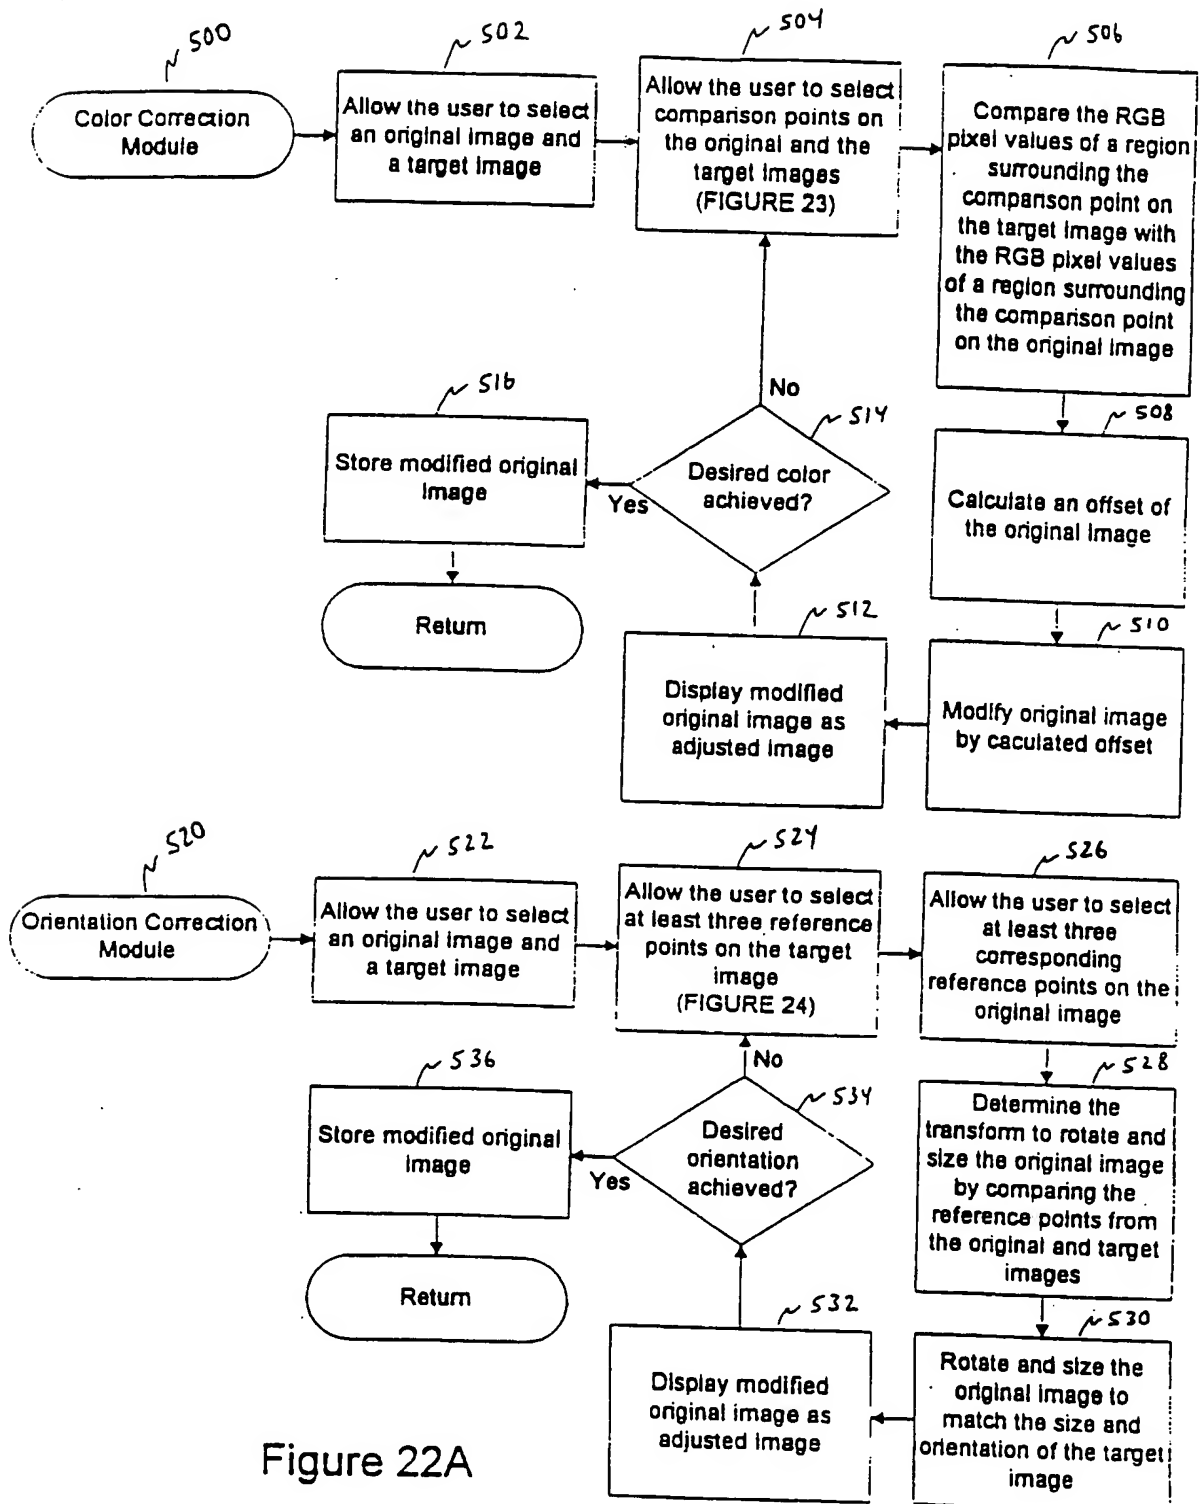 500
Color Correction
Module
502
Allow the user to select
an original image and
a target image
504
Allow the user to select
comparison points on
the original and the
target images
(FIGURE 23)
506
Compare the RGB
pixel values of a region
surrounding the
comparison point on
the target image with
the RGB pixel values
of a region surrounding
the comparison point
on the original image
508
Calculate an offset of
the original image
510
Modify original image
by caculated offset
512
Display modified
original image as
adjusted image
514
Desired color
achieved?
No
Yes
516
Store modified original
image
Return
520
Orientation Correction
Module
522
Allow the user to select
an original image and
a target image
524
Allow the user to select
at least three reference
points on the target
image
(FIGURE 24)
526
Allow the user to select
at least three
corresponding
reference points on the
original image
528
Determine the
transform to rotate and
size the original image
by comparing the
reference points from
the original and target
images
530
Rotate and size the
original image to
match the size and
orientation of the target
image
532
Display modified
original image as
adjusted image
534
Desired
orientation
achieved?
No
Yes
536
Store modified original
image
Return
Figure 22A